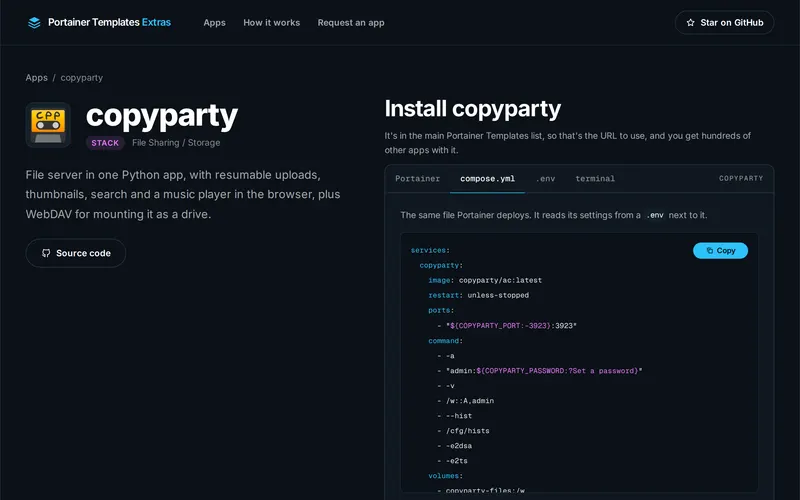 Portainer Templates Extras
Apps
How it works
Request an app
Star on GitHub
Apps / copyparty
CPP
copyparty
STACK
File Sharing / Storage
File server in one Python app, with resumable uploads,
thumbnails, search and a music player in the browser, plus
WebDAV for mounting it as a drive.
Source code
Install copyparty
It's in the main Portainer Templates list, so that's the URL to use, and you get hundreds of
other apps with it.
Portainer
compose.yml
.env
terminal
COPYPARTY
The same file Portainer deploys. It reads its settings from a .env next to it.
Copy
services:
  copyparty:
    image: copyparty/ac:latest
    restart: unless-stopped
    ports:
      - "${COPYPARTY_PORT:-3923}:3923"
    command:
      - -a
      - "admin:${COPYPARTY_PASSWORD:?Set a password}"
      - -v
      - /w::A,admin
      - --hist
      - /cfg/hists
      - -e2dsa
      - -e2ts
    volumes:
      - copyparty-files:/w